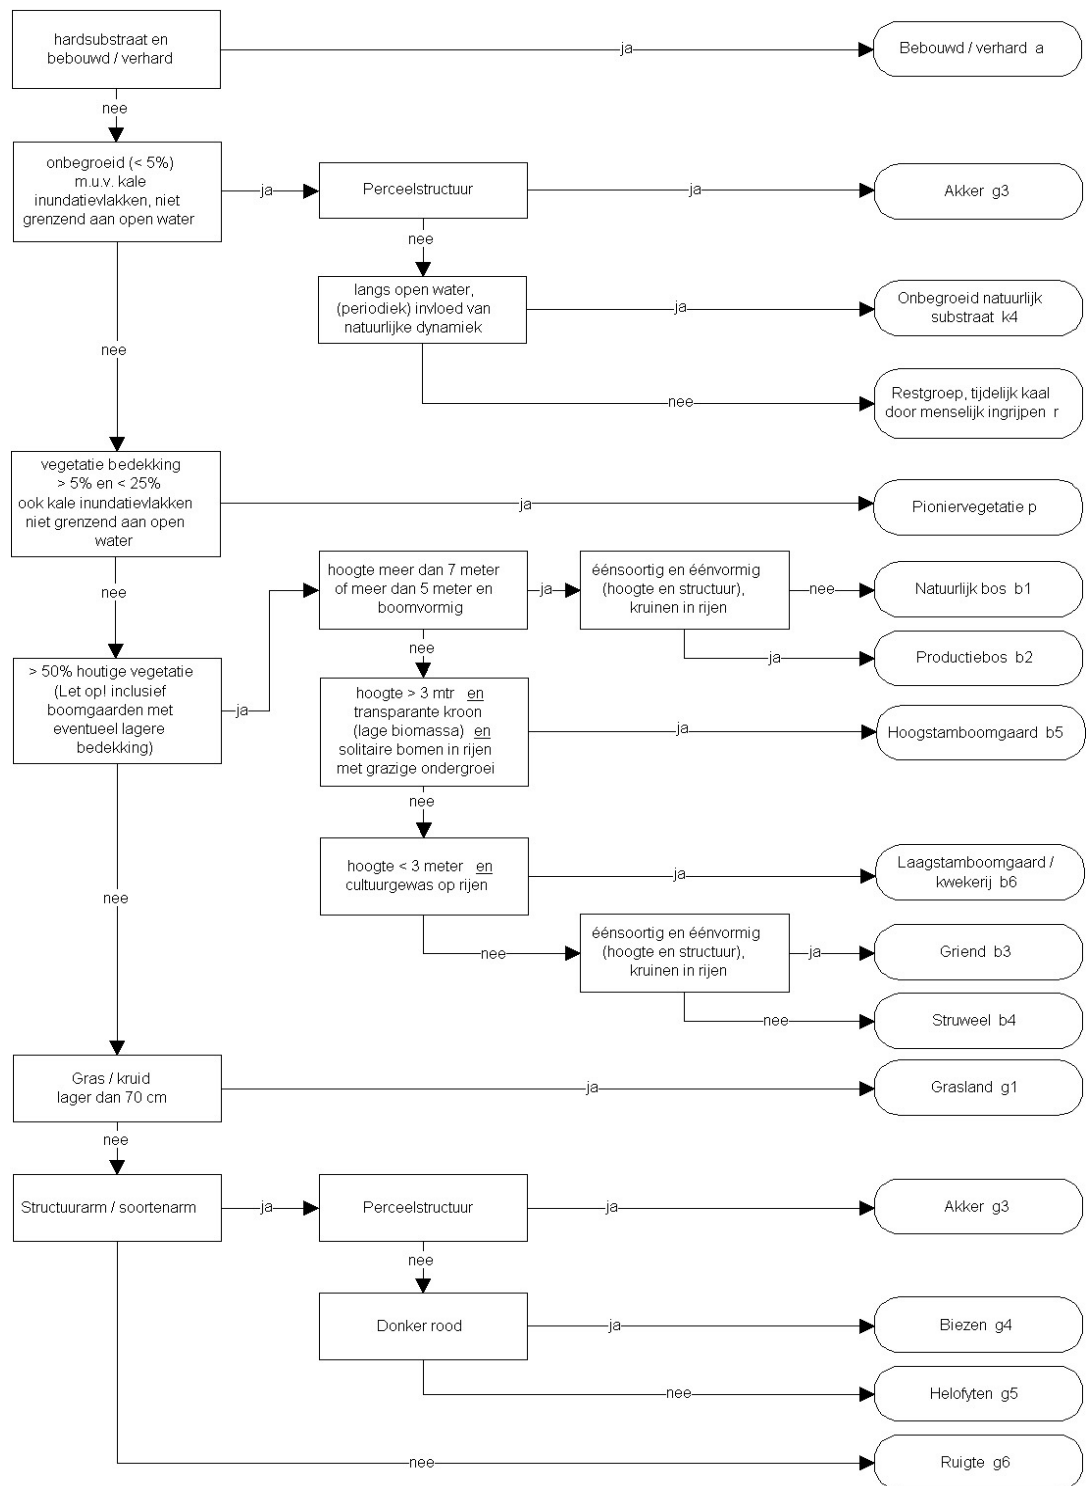 hardsubstraat en
bebouwd / verhard
ja
Bebouwd / verhard a
nee
onbegroeid (< 5%)
m.u.v. kale
inundatievlakken, niet
grenzend aan open water
ja
Perceelstructuur
ja
Akker g3
nee
langs open water,
(periodiek) invloed van
natuurlijke dynamiek
ja
Onbegroeid natuurlijk
substraat k4
nee
nee
Restgroep, tijdelijk kaal
door menselijk ingrijpen r
vegetatie bedekking
> 5% en < 25%
ook kale inundatievlakken
niet grenzend aan open
water
ja
Pioniervegetatie p
nee
hoogte meer dan 7 meter
of meer dan 5 meter en
boomvormig
ja
éénsoortig en éénvormig
(hoogte en structuur),
kruinen in rijen
nee
Natuurlijk bos b1
ja
Productiebos b2
nee
> 50% houtige vegetatie
(Let op! inclusief
boomgaarden met
eventueel lagere
bedekking)
ja
hoogte > 3 mtr en
transparante kroon
(lage biomassa) en
solitaire bomen in rijen
met grazige ondergroei
ja
Hoogstamboomgaard b5
nee
hoogte < 3 meter en
cultuurgewas op rijen
ja
Laagstamboomgaard /
kwekerij b6
nee
nee
éénsoortig en éénvormig
(hoogte en structuur),
kruinen in rijen
ja
Griend b3
nee
Struweel b4
Gras / kruid
lager dan 70 cm
ja
Grasland g1
nee
Structuurarm / soortenarm
ja
Perceelstructuur
ja
Akker g3
nee
Donker rood
ja
Biezen g4
nee
Helofyten g5
nee
Ruigte g6